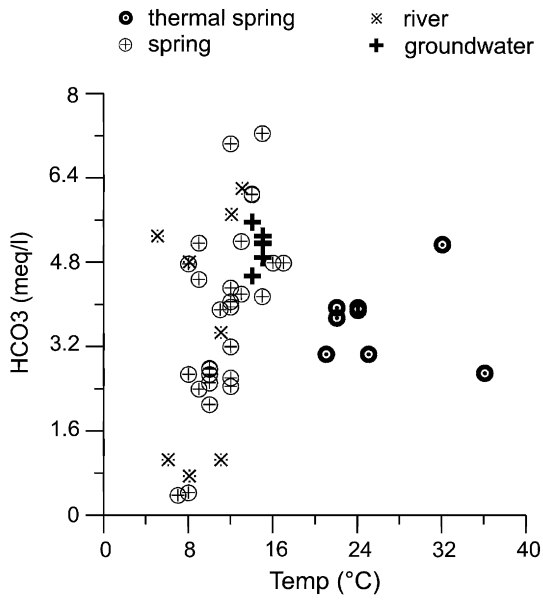 thermal spring
river
spring
groundwater
8
6.4
4.8
3.2
1.6
0
HCO3 (meq/l)
0 8 16 24 32 40
Temp (°C)